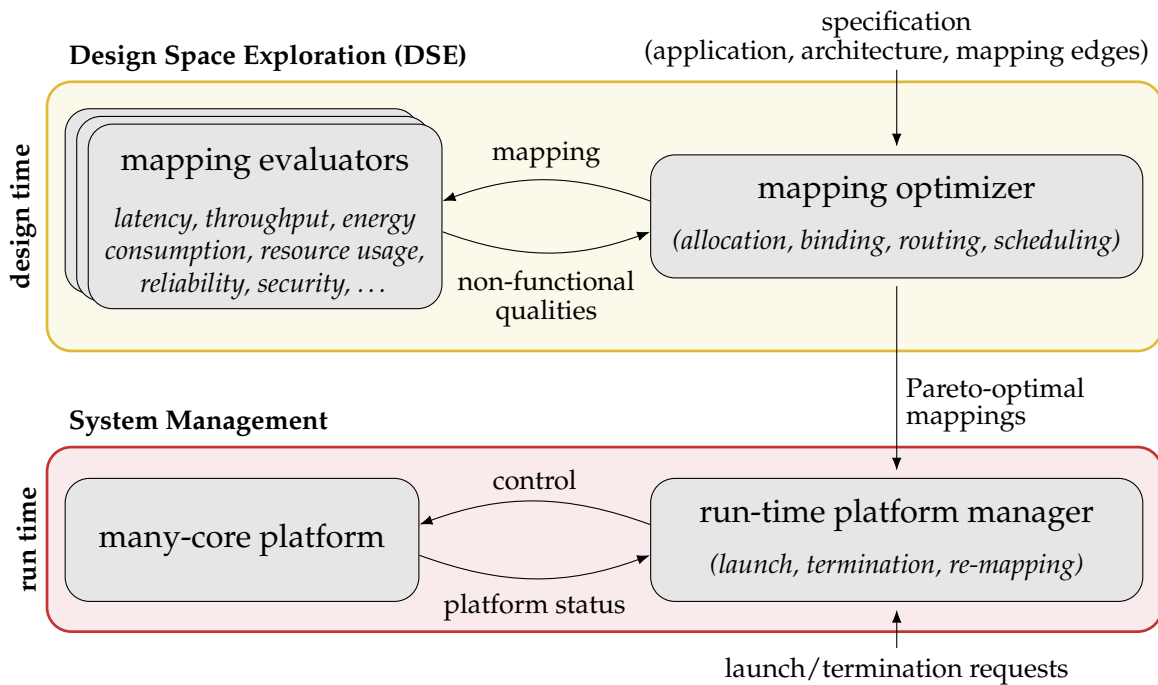 specification
(application, architecture, mapping edges)
Design Space Exploration (DSE)
design time
mapping evaluators
latency, throughput, energy
consumption, resource usage,
reliability, security, . . .
mapping
non-functional
qualities
mapping optimizer
(allocation, binding, routing, scheduling)
Pareto-optimal
mappings
System Management
run time
many-core platform
control
platform status
run-time platform manager
(launch, termination, re-mapping)
launch/termination requests